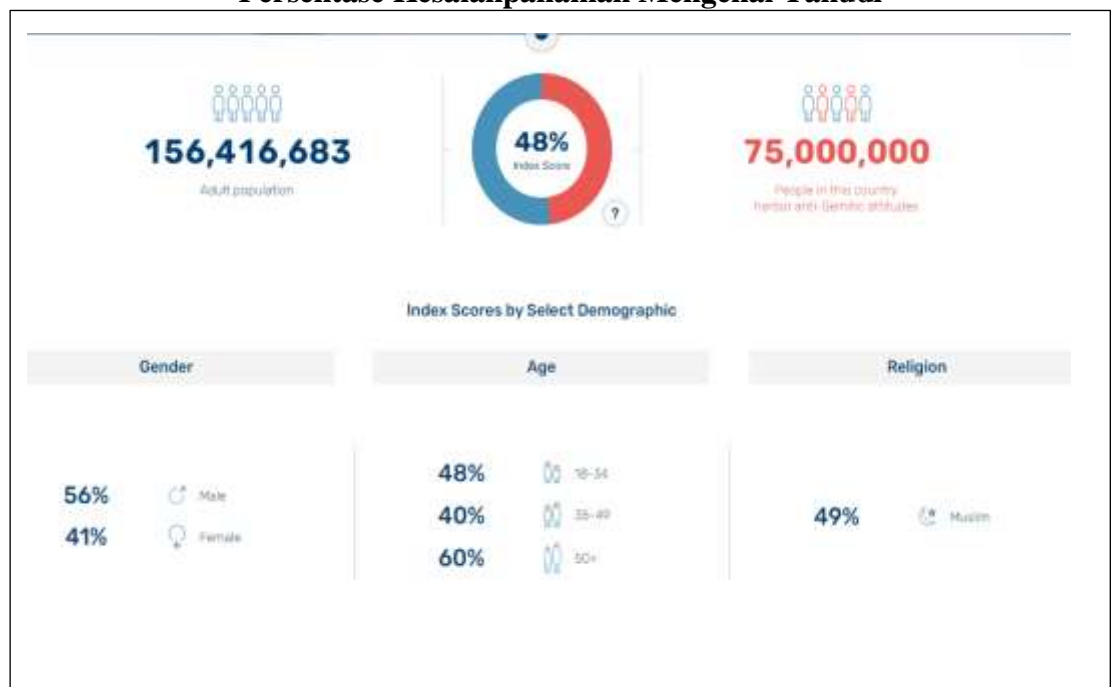 Persentase Kesalahpahaman Mengenai Yahudi
156,416,683
Adult population
48%
Index Score
?
75,000,000
People in this country
harbor anti-Semitic attitudes
Index Scores by Select Demographic
Gender
Age
Religion
56% Male
41% Female
48% 18-34
40% 35-49
60% 50+
49% Muslim